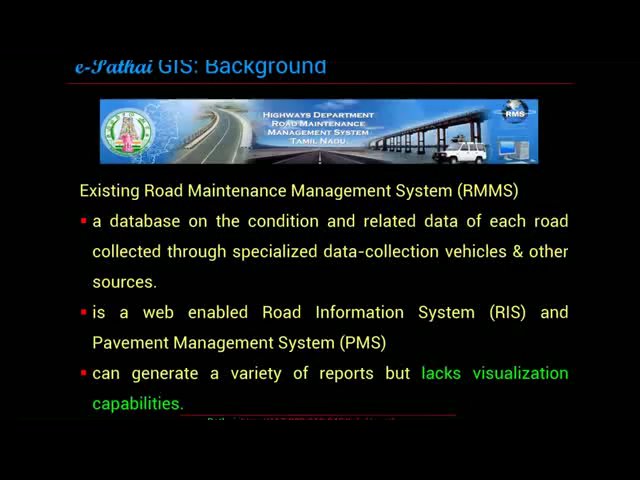 e-Pathai GIS: Background
HIGHWAYS DEPARTMENT
ROAD MAINTENANCE
MANAGEMENT SYSTEM
TAMIL NADU.
RMS
Existing Road Maintenance Management System (RMMS)
▪ a database on the condition and related data of each road
collected through specialized data-collection vehicles & other
sources.
▪ is a web enabled Road Information System (RIS) and
Pavement Management System (PMS)
▪ can generate a variety of reports but lacks visualization
capabilities.